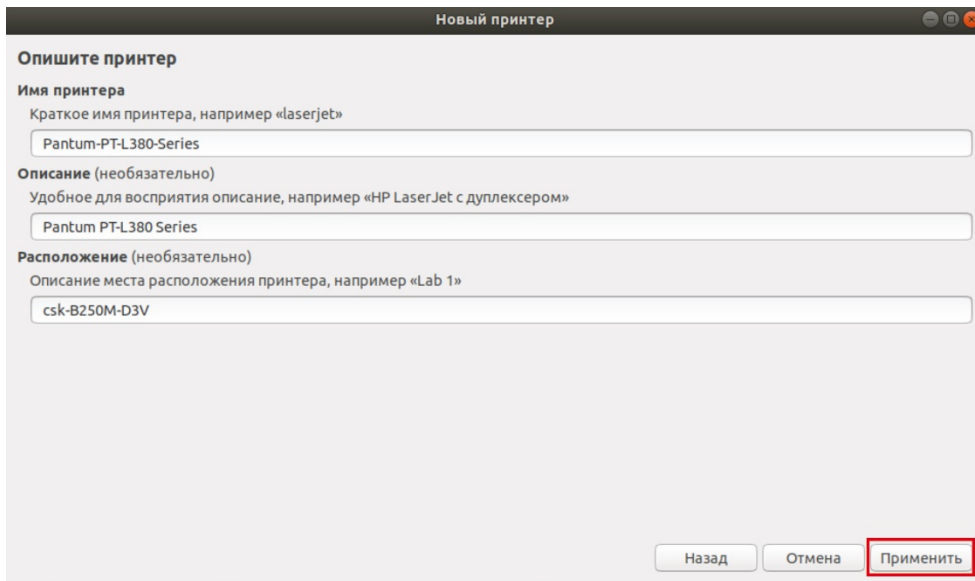 Новый принтер
Опишите принтер
Имя принтера
Краткое имя принтера, например «laserjet»
Pantum-PT-L380-Series
Описание (необязательно)
Удобное для восприятия описание, например «HP LaserJet с дуплексером»
Pantum PT-L380 Series
Расположение (необязательно)
Описание места расположения принтера, например «Lab 1»
csk-B250M-D3V
Назад Отмена Применить